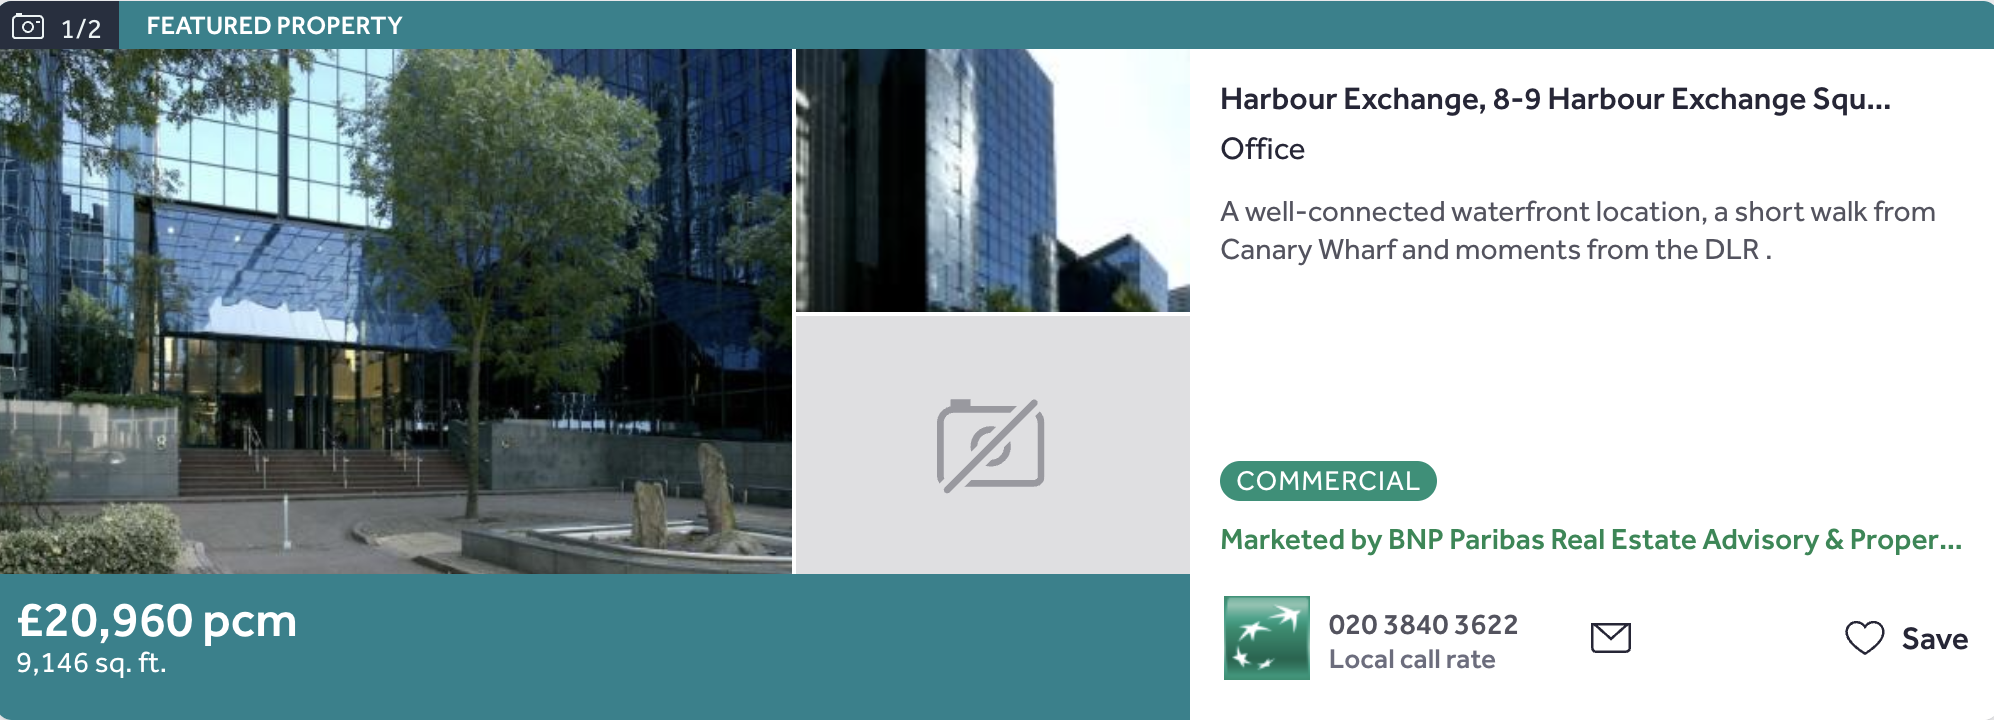 1/2
FEATURED PROPERTY
Harbour Exchange, 8-9 Harbour Exchange Squ...
Office
A well-connected waterfront location, a short walk from
Canary Wharf and moments from the DLR .
COMMERCIAL
Marketed by BNP Paribas Real Estate Advisory & Proper...
£20,960 pcm
9,146 sq. ft.
020 3840 3622
Local call rate
Save